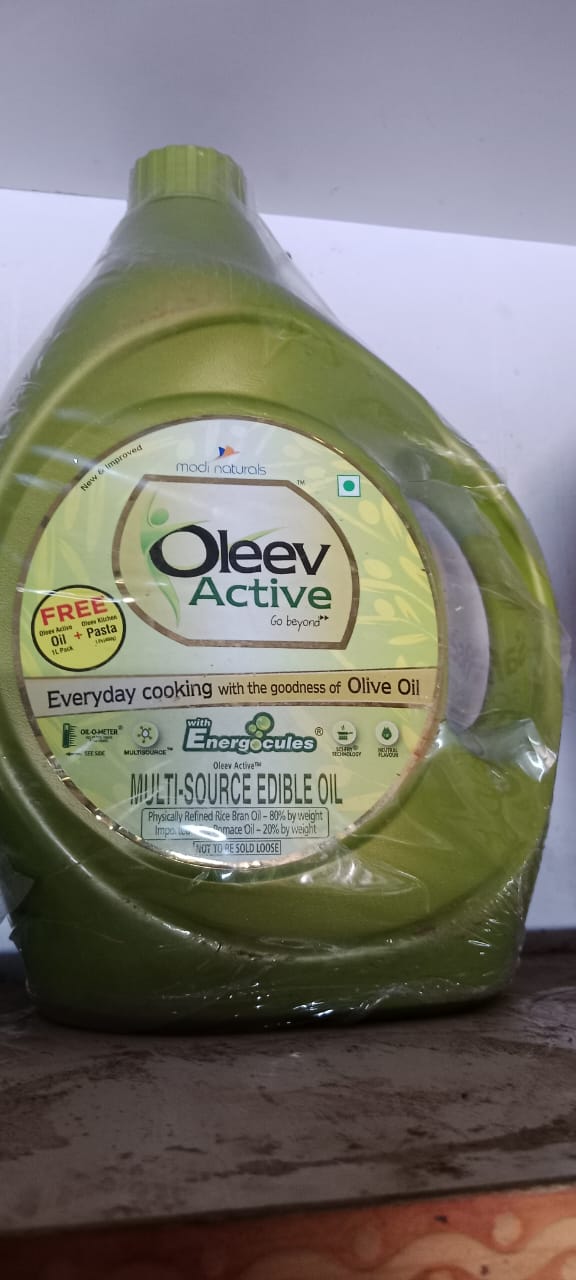 New & Improved
modi naturals
TM
Oleev
Active
Go beyond
FREE
Oleev Active Oleev Kitchen
Oil + Pasta
1L Pack
Everyday cooking with the goodness of Olive Oil
OIL-O-METER
SEE SIDE
MULTISOURCE™
with
Energocules®
TECHNOLOGY
NEUTRAL
FLAVOUR
Oleev Active™
MULTI-SOURCE EDIBLE OIL
Physically Refined Rice Bran Oil – 80% by weight
Pomace Oil – 20% by weight
NOT TO BE SOLD LOOSE